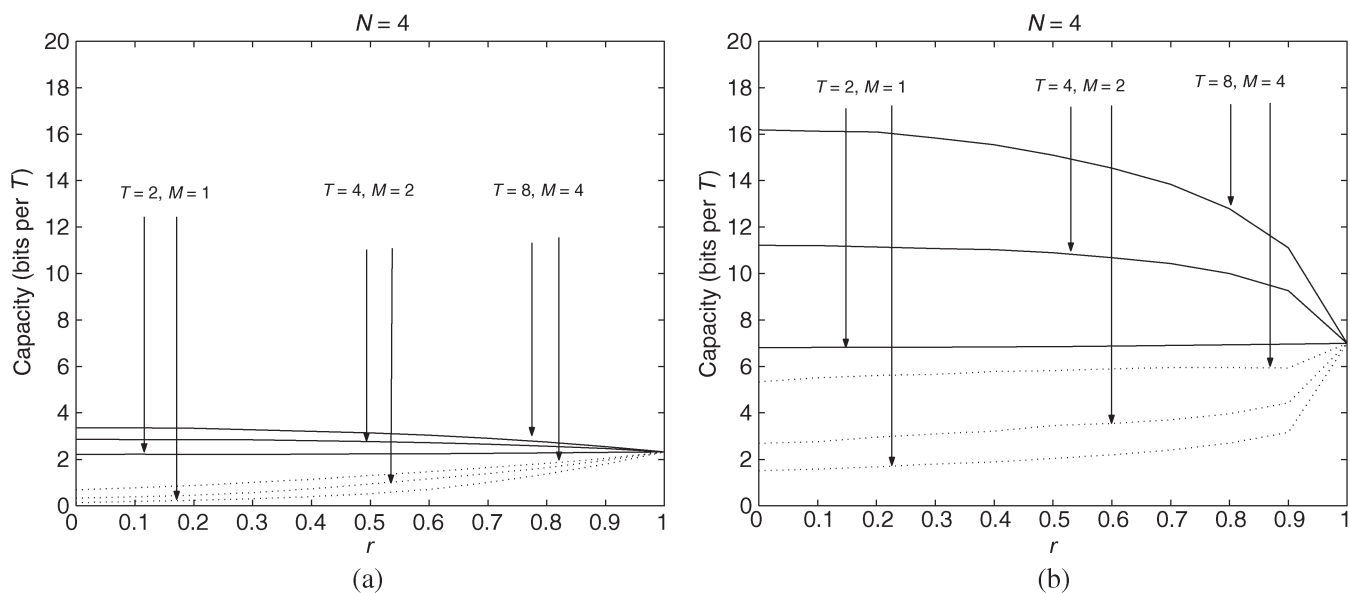 N = 4
20
18
16
14
12
10
8
6
4
2
0
Capacity (bits per T)
T = 2, M = 1
T = 4, M = 2
T = 8, M = 4
0 0.1 0.2 0.3 0.4 0.5 0.6 0.7 0.8 0.9 1
r
(a)
N = 4
20
18
16
14
12
10
8
6
4
2
0
Capacity (bits per T)
T = 2, M = 1
T = 4, M = 2
T = 8, M = 4
0 0.1 0.2 0.3 0.4 0.5 0.6 0.7 0.8 0.9 1
r
(b)